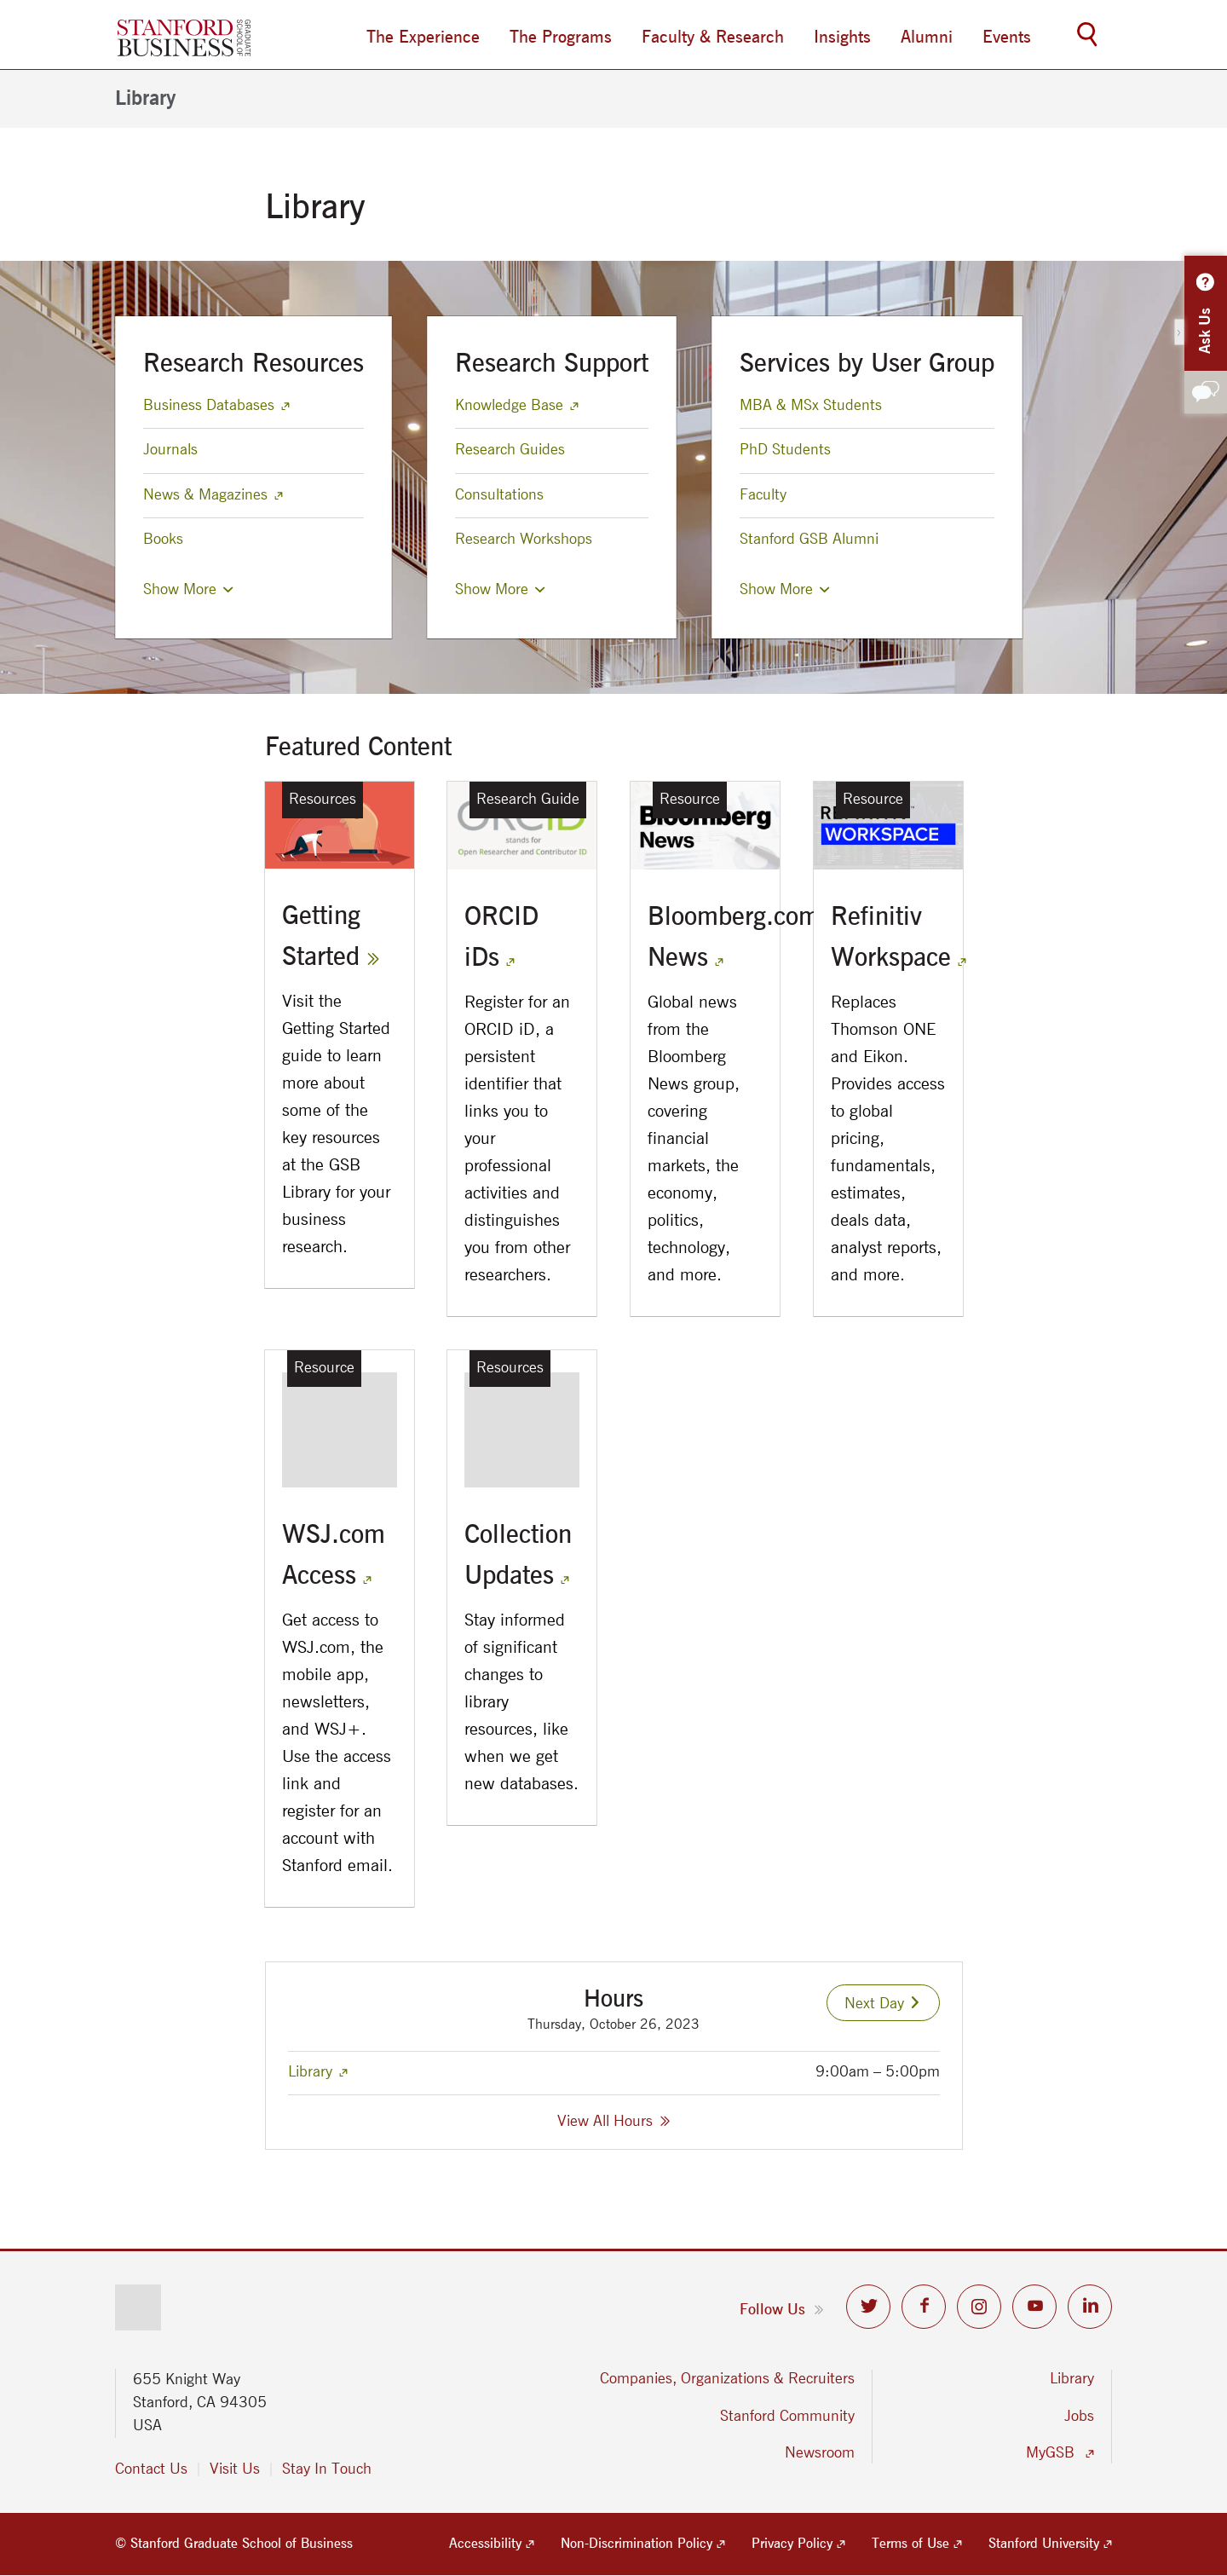 STANFORD
BUSINESS
GRADUATE
SCHOOL OF
The Experience
The Programs
Faculty & Research
Insights
Alumni
Events
Library
Library
Ask Us
Research Resources
Business Databases
Journals
News & Magazines
Books
Show More
Research Support
Knowledge Base
Research Guides
Consultations
Research Workshops
Show More
Services by User Group
MBA & MSx Students
PhD Students
Faculty
Stanford GSB Alumni
Show More
Featured Content
Resources
Getting
Started
Visit the
Getting Started
guide to learn
more about
some of the
key resources
at the GSB
Library for your
business
research.
Research Guide
ORCID
stands for
Open Researcher and Contributor ID
ORCID
iDs
Register for an
ORCID iD, a
persistent
identifier that
links you to
your
professional
activities and
distinguishes
you from other
researchers.
Resource
Bloomberg
News
Bloomberg.com
News
Global news
from the
Bloomberg
News group,
covering
financial
markets, the
economy,
politics,
technology,
and more.
Resource
REFINITIV
WORKSPACE
Refinitiv
Workspace
Replaces
Thomson ONE
and Eikon.
Provides access
to global
pricing,
fundamentals,
estimates,
deals data,
analyst reports,
and more.
Resource
WSJ.com
Access
Get access to
WSJ.com, the
mobile app,
newsletters,
and WSJ+.
Use the access
link and
register for an
account with
Stanford email.
Resources
Collection
Updates
Stay informed
of significant
changes to
library
resources, like
when we get
new databases.
Hours
Thursday, October 26, 2023
Next Day
Library
9:00am – 5:00pm
View All Hours
Follow Us
655 Knight Way
Stanford, CA 94305
USA
Contact Us
Visit Us
Stay In Touch
Companies, Organizations & Recruiters
Stanford Community
Newsroom
Library
Jobs
MyGSB
© Stanford Graduate School of Business
Accessibility
Non-Discrimination Policy
Privacy Policy
Terms of Use
Stanford University